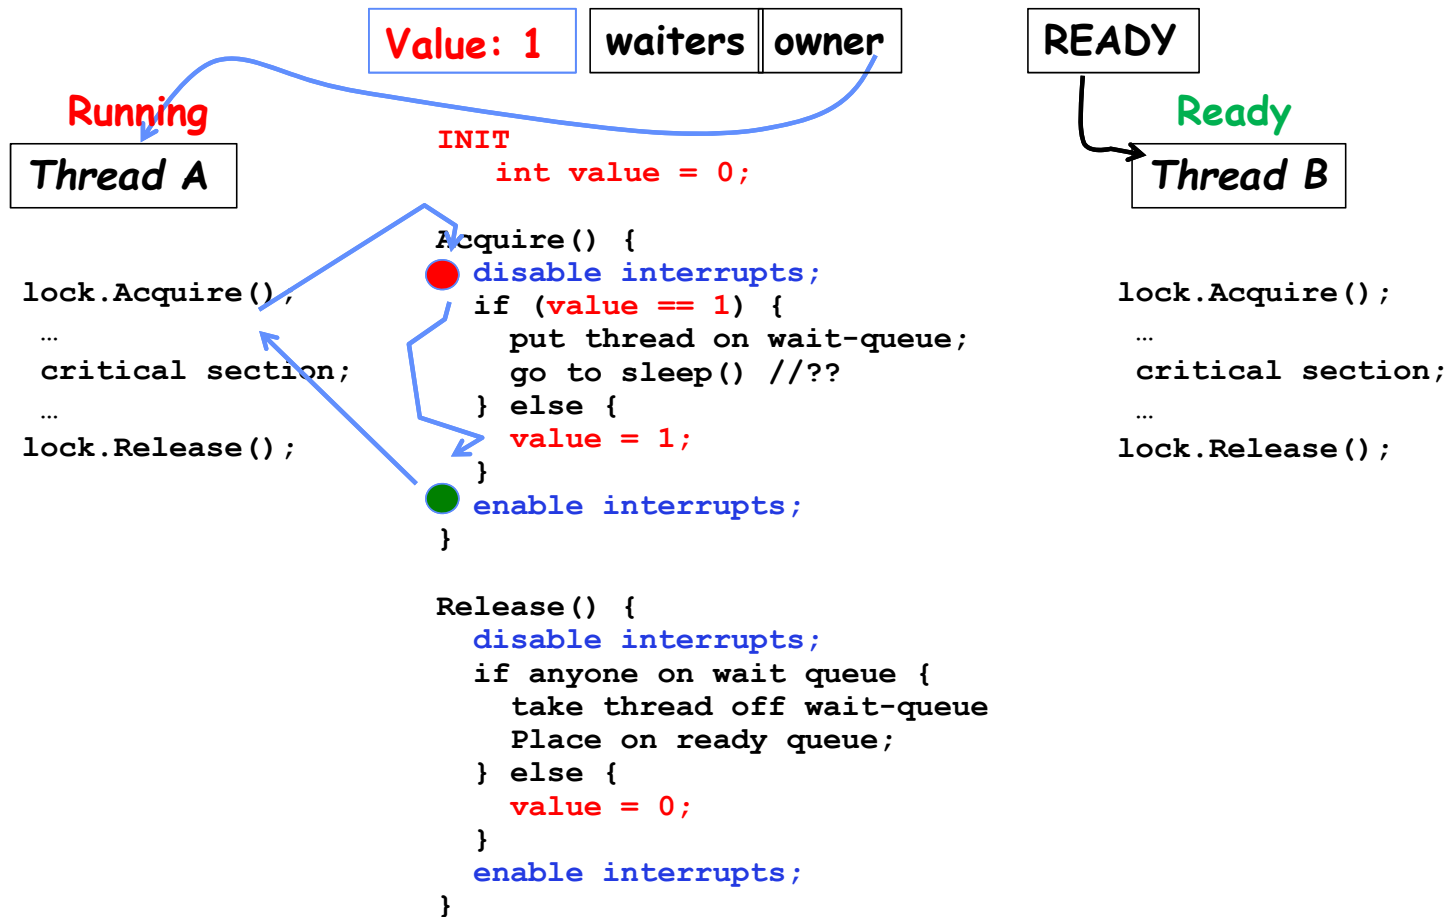 Value: 1 waiters owner READY
Running
Ready
Thread A
Thread B
INIT
int value = 0;
Acquire() {
disable interrupts;
if (value == 1) {
put thread on wait-queue;
go to sleep() //??
} else {
value = 1;
}
enable interrupts;
}
Release() {
disable interrupts;
if anyone on wait queue {
take thread off wait-queue
Place on ready queue;
} else {
value = 0;
}
enable interrupts;
}
lock.Acquire();
…
critical section;
…
lock.Release();
lock.Acquire();
…
critical section;
…
lock.Release();